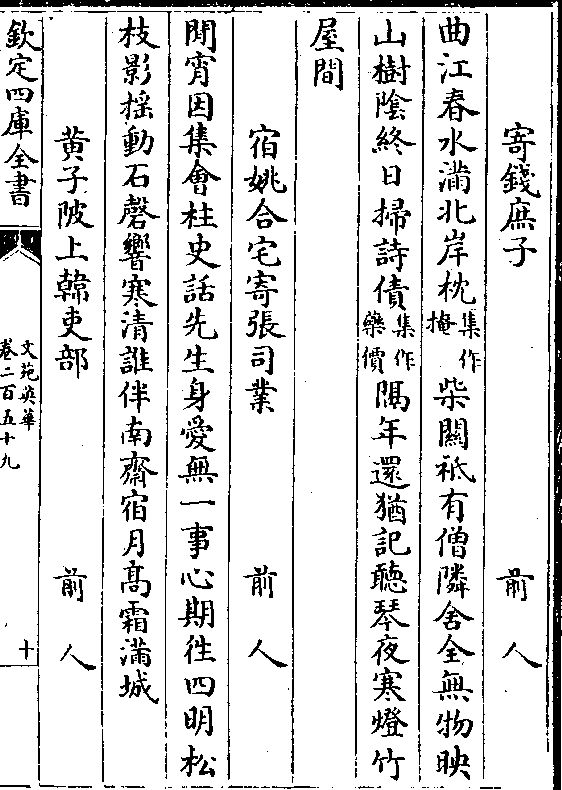 寄錢庶子　前人
曲江春水滿北岸枕集作掩柴關祗有僧隣舍全無物映
山樹陰終日掃詩債集作藥價隔年還猶記聽琴夜寒燈竹
屋間
宿姚合宅寄張司業　前人
閒宵因集會柱史話先生身愛無一事心期徃四明松
枝影揺動石磬響寒清誰伴南齋宿月髙霜滿城
黄子陂上韓吏部　前人
欽定四庫全書
文苑英華
卷二百五十九
十